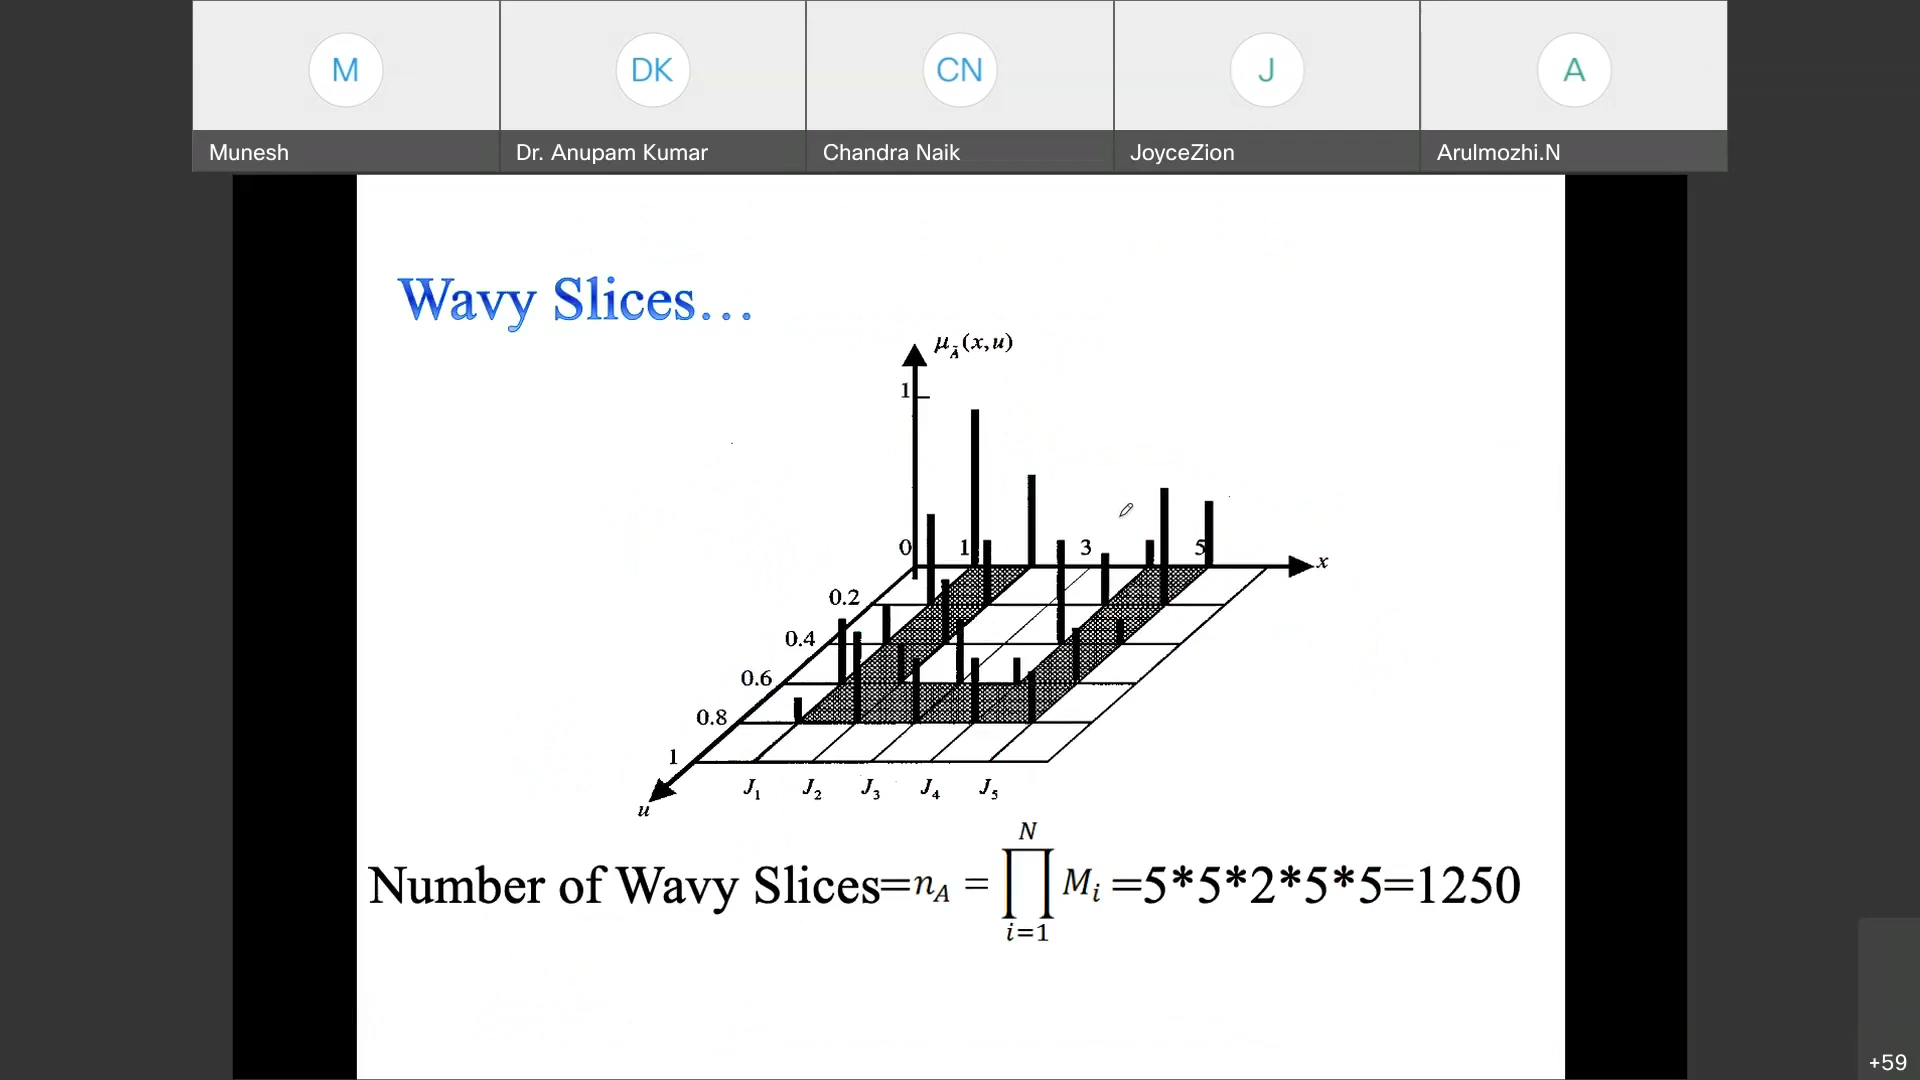 M DK CN J A
Munesh Dr. Anupam Kumar Chandra Naik JoyceZion Arulmozhi.N
Wavy Slices...
μ_Ã(x,u)
1
0 1 3 5 x
0.2
0.4
0.6
0.8
1
J₁ J₂ J₃ J₄ J₅
u
Number of Wavy Slices=n_A = ∏_{i=1}^{N} M_i =5*5*2*5*5=1250
+59